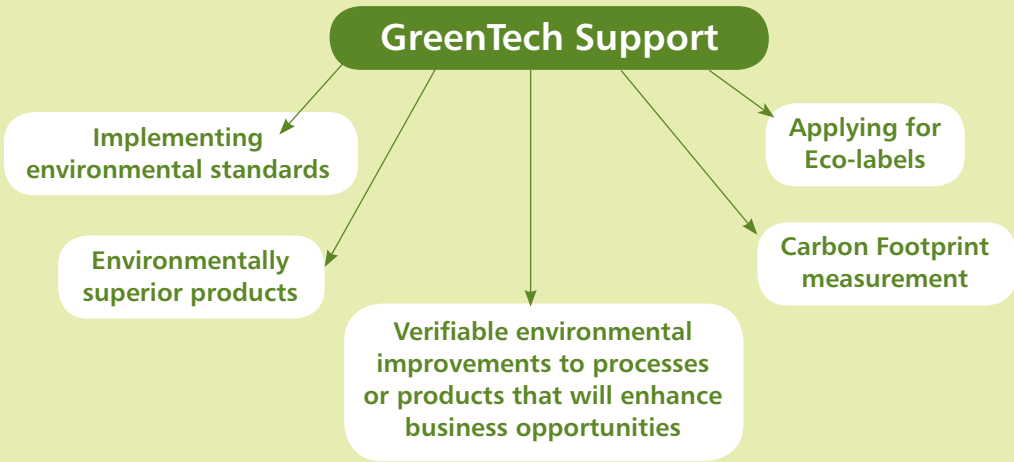 GreenTech Support
Implementing
environmental standards
Environmentally
superior products
Verifiable environmental
improvements to processes
or products that will enhance
business opportunities
Carbon Footprint
measurement
Applying for
Eco-labels